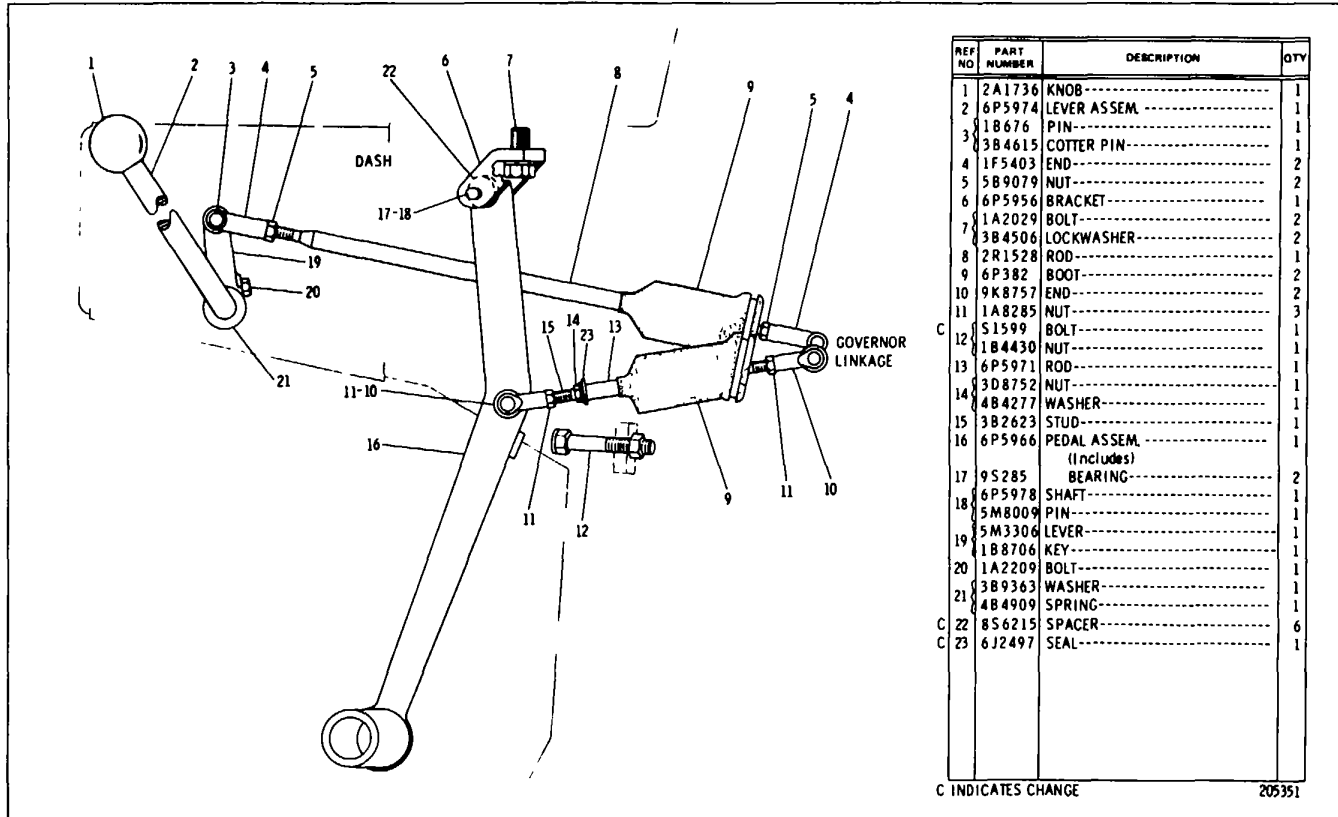 1
2
3
4
5
22
6
7
8
9
5
4
DASH
17-18
19
20
21
15
14
23
13
GOVERNOR
LINKAGE
11-10
16
11
12
9
11
10
REF NO PART NUMBER DESCRIPTION QTY
1 2A1736 KNOB 1
2 6P5974 LEVER ASSEM. 1
3 1B676 PIN 1
3B4615 COTTER PIN 1
4 1F5403 END 2
5 5B9079 NUT 2
6 6P5956 BRACKET 1
7 1A2029 BOLT 2
3B4506 LOCKWASHER 2
8 2R1528 ROD 1
9 6P382 BOOT 2
10 9K8757 END 2
11 1A8285 NUT 3
C 12 S1599 BOLT 1
1B4430 NUT 1
13 6P5971 ROD 1
14 3D8752 NUT 1
4B4277 WASHER 1
15 3B2623 STUD 1
16 6P5966 PEDAL ASSEM. 1
(Includes)
17 9S285 BEARING 2
18 6P5978 SHAFT 1
5M8009 PIN 1
19 5M3306 LEVER 1
1B8706 KEY 1
20 1A2209 BOLT 1
21 3B9363 WASHER 1
4B4909 SPRING 1
C 22 8S6215 SPACER 6
C 23 6J2497 SEAL 1
C INDICATES CHANGE 205351